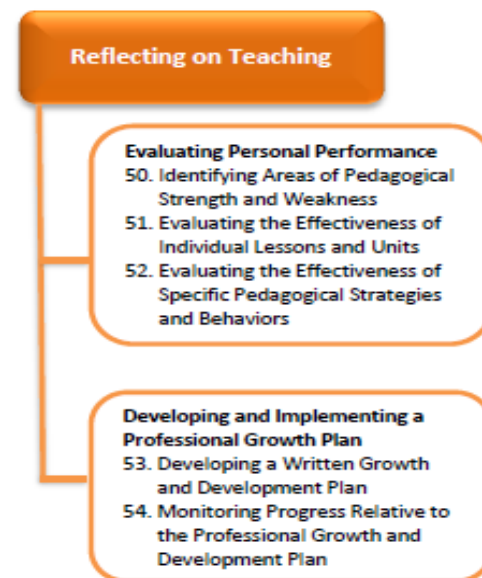 Reflecting on Teaching
Evaluating Personal Performance
50. Identifying Areas of Pedagogical
Strength and Weakness
51. Evaluating the Effectiveness of
Individual Lessons and Units
52. Evaluating the Effectiveness of
Specific Pedagogical Strategies
and Behaviors
Developing and Implementing a
Professional Growth Plan
53. Developing a Written Growth
and Development Plan
54. Monitoring Progress Relative to
the Professional Growth and
Development Plan